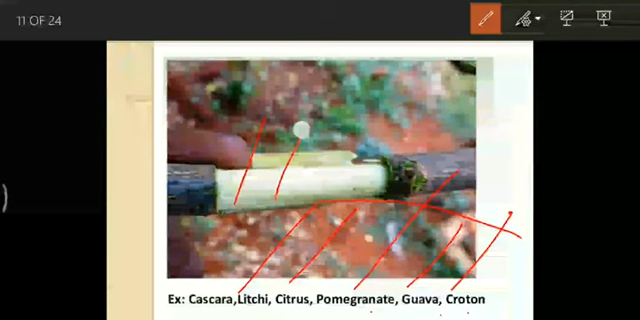 11 OF 24
Ex: Cascara,Litchi, Citrus, Pomegranate, Guava, Croton